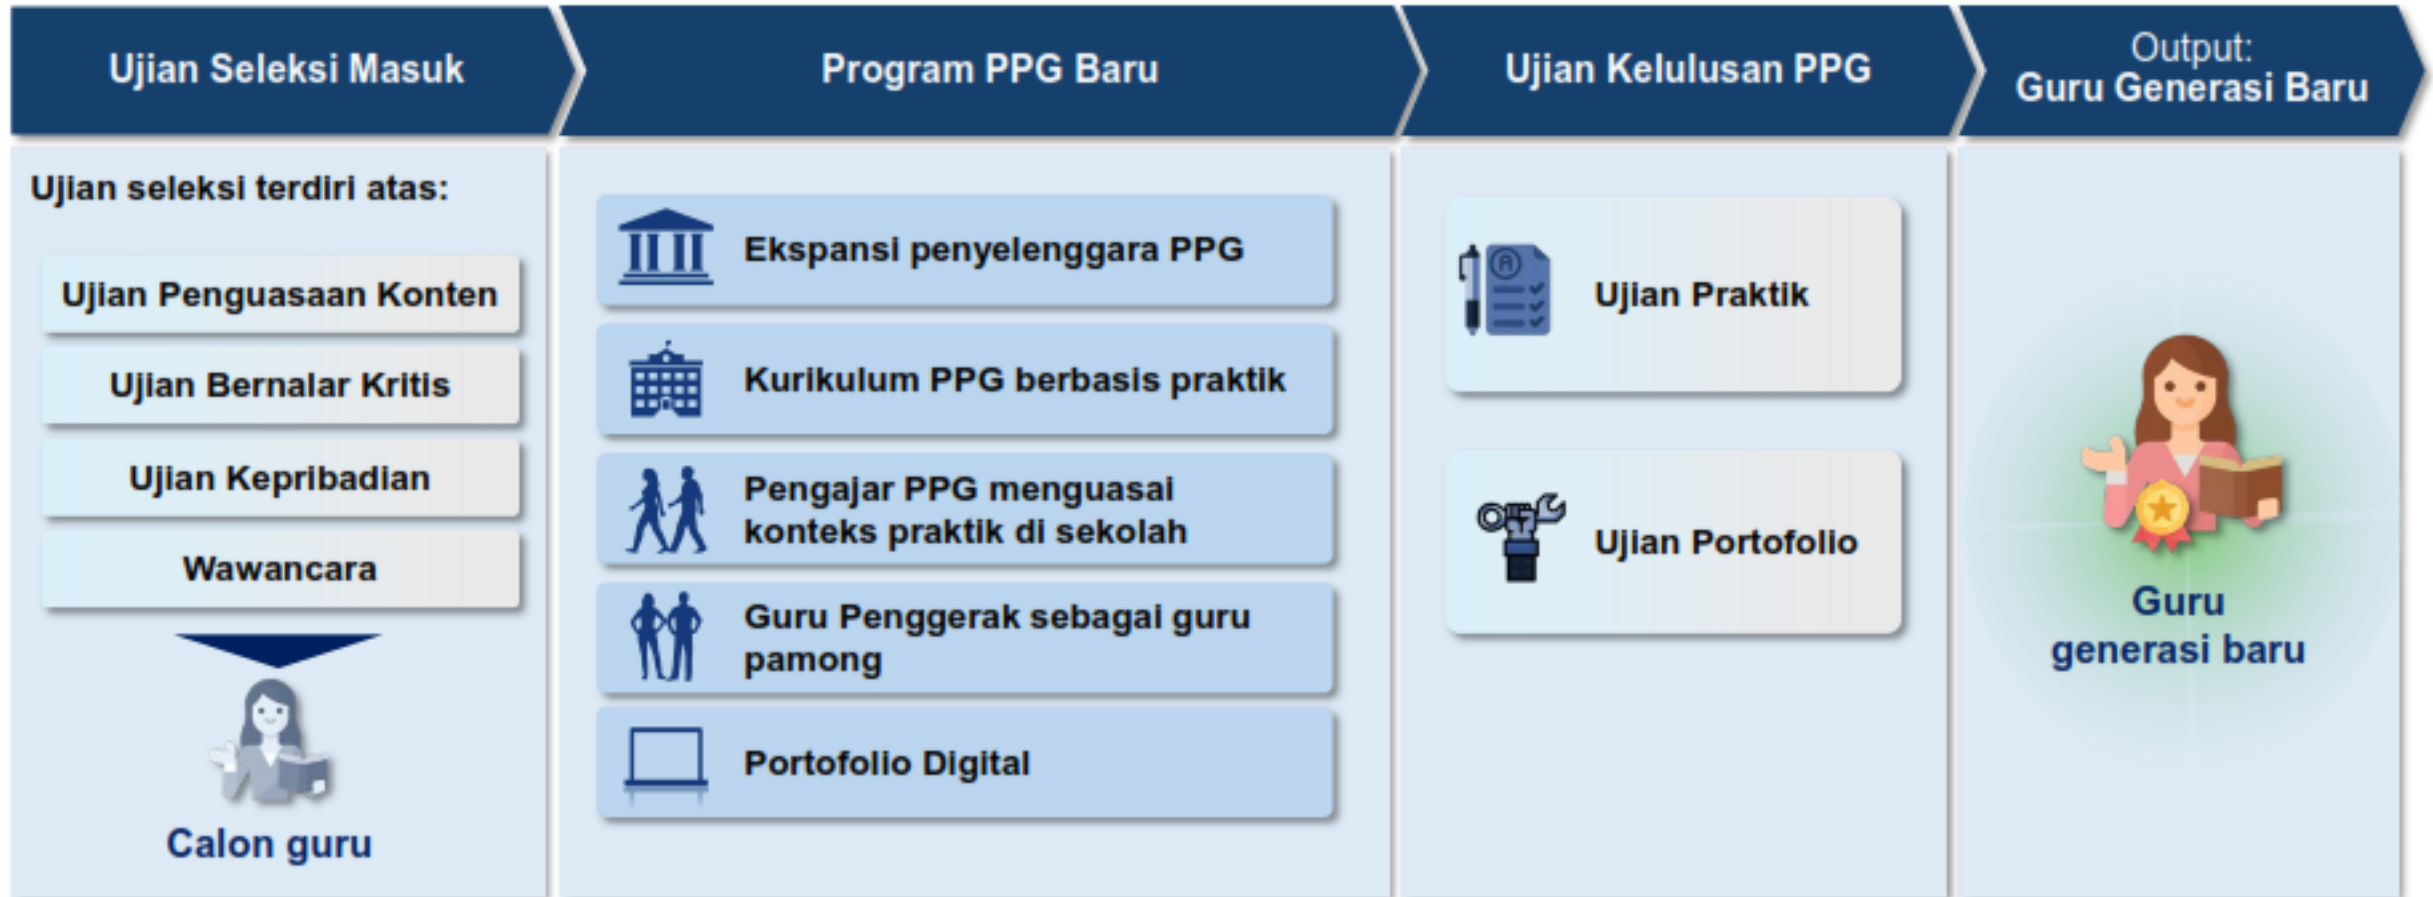 Ujian Seleksi Masuk
Program PPG Baru
Ujian Kelulusan PPG
Output:
Guru Generasi Baru
Ujian seleksi terdiri atas:
Ujian Penguasaan Konten
Ujian Bernalar Kritis
Ujian Kepribadian
Wawancara
Calon guru
Ekspansi penyelenggara PPG
Kurikulum PPG berbasis praktik
Pengajar PPG menguasai
konteks praktik di sekolah
Guru Penggerak sebagai guru
pamong
Portofolio Digital
A
Ujian Praktik
Ujian Portofolio
Guru
generasi baru